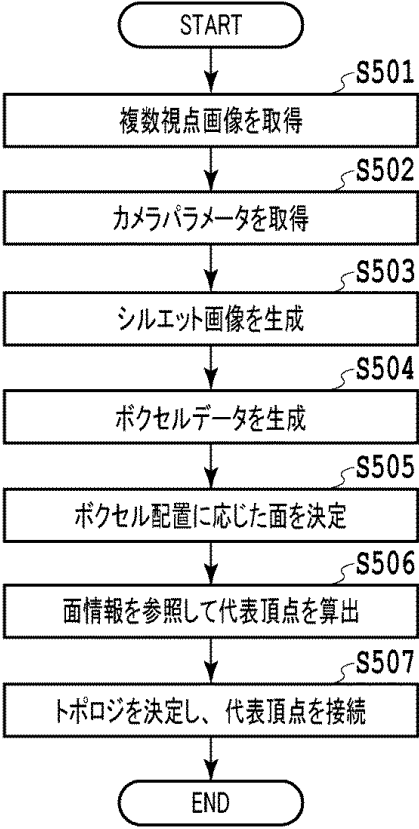 START
S501
複数視点画像を取得
S502
カメラパラメータを取得
S503
シルエット画像を生成
S504
ボクセルデータを生成
S505
ボクセル配置に応じた面を決定
S506
面情報を参照して代表頂点を算出
S507
トポロジを決定し、代表頂点を接続
END